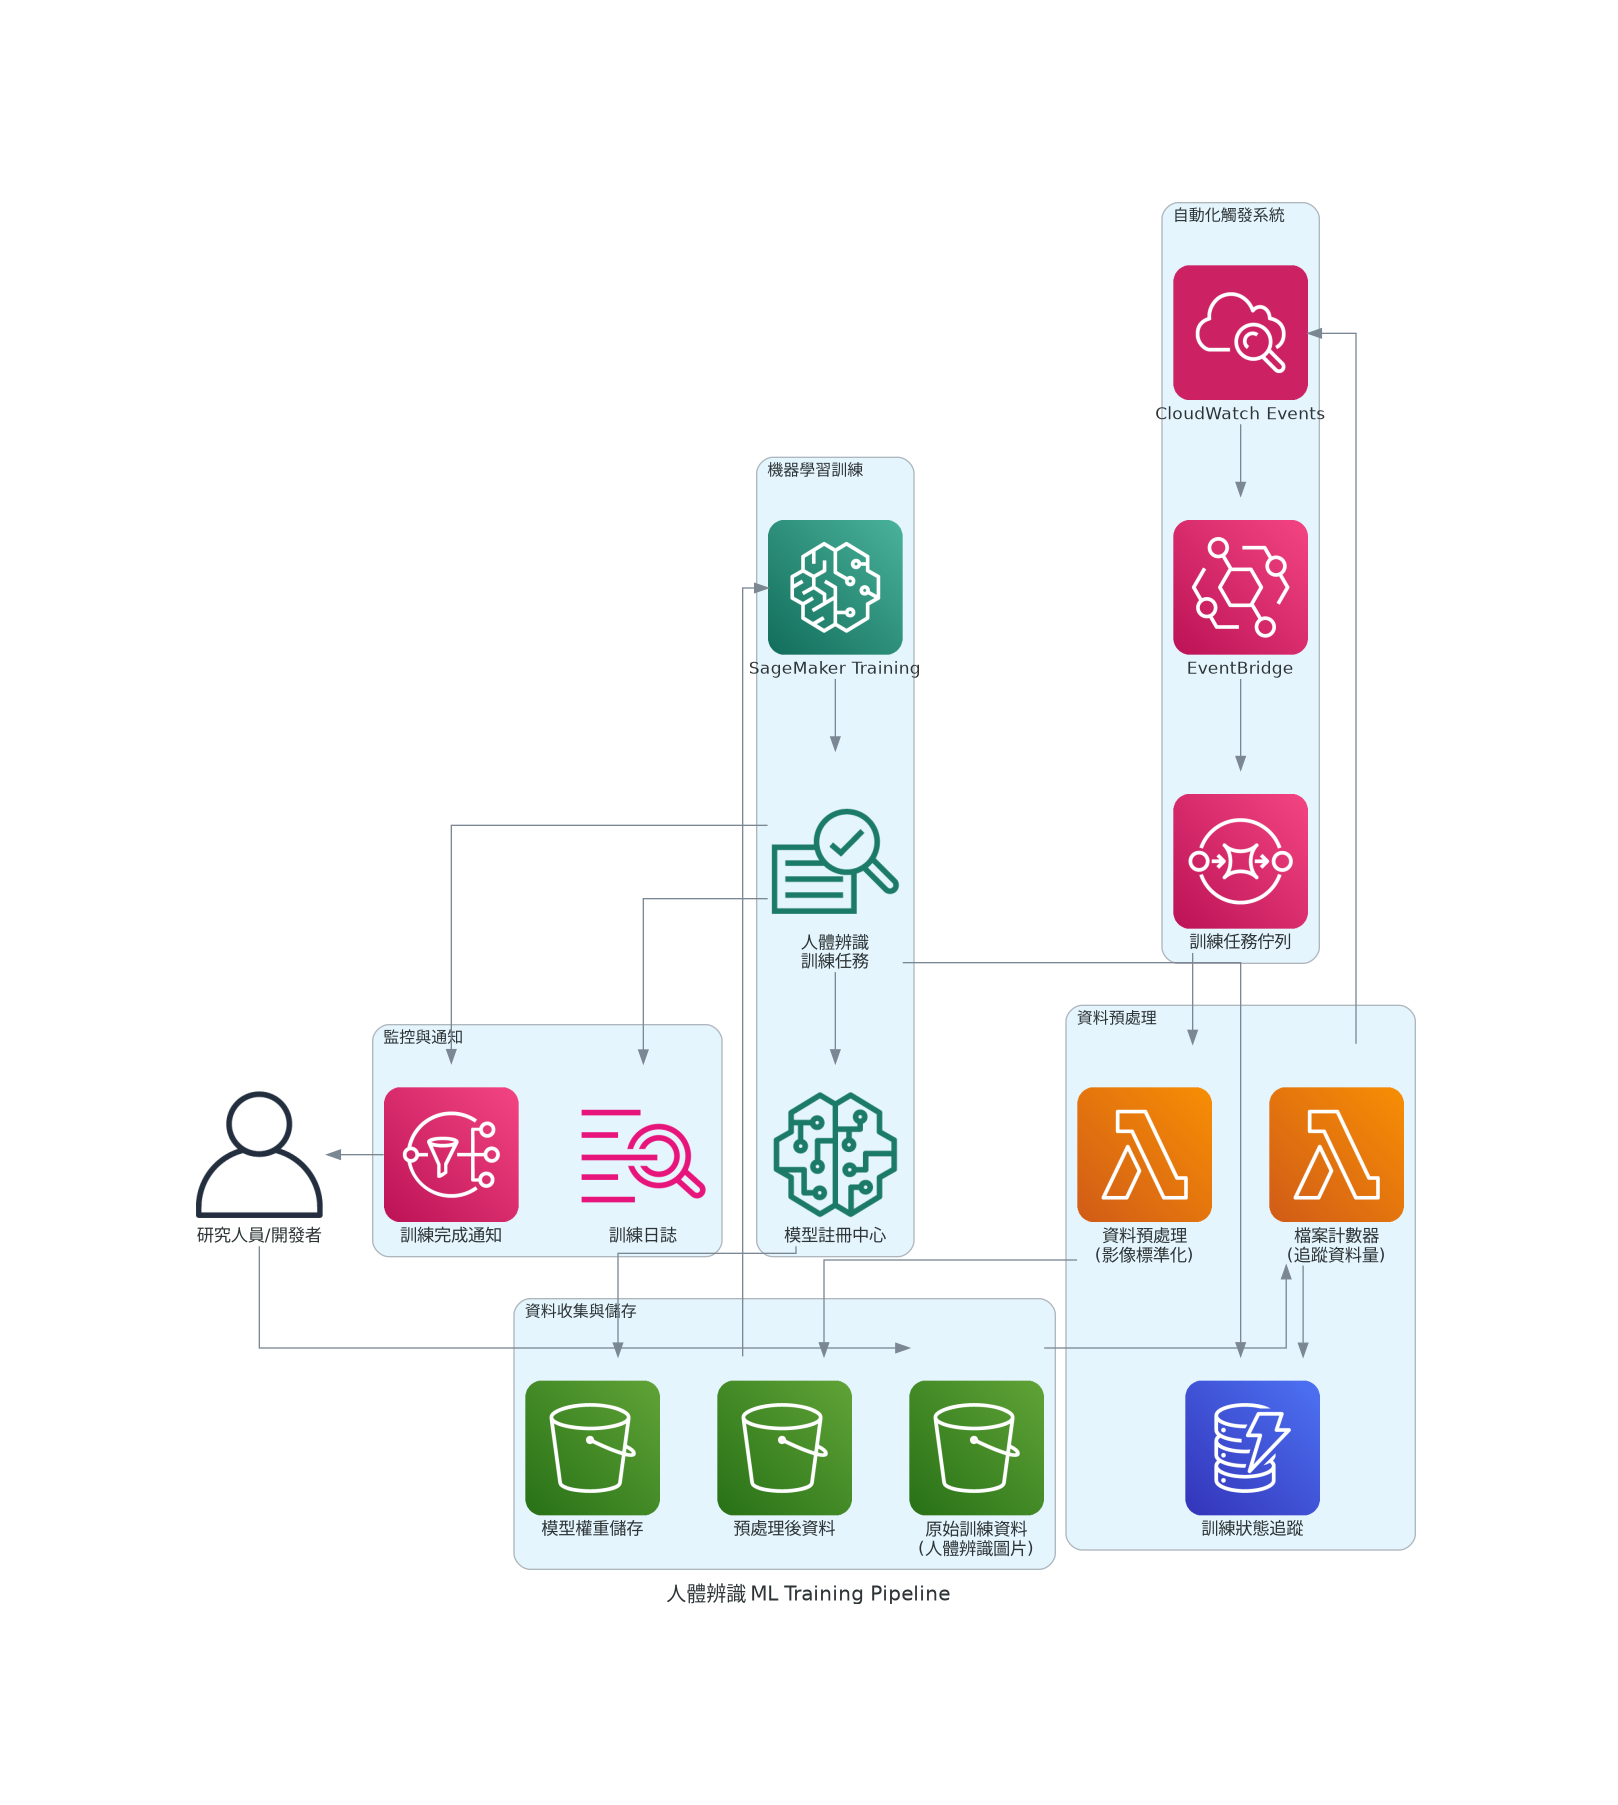 自動化觸發系統
CloudWatch Events
機器學習訓練
EventBridge
SageMaker Training
訓練任務佇列
人體辨識
訓練任務
資料預處理
監控與通知
研究人員/開發者
訓練完成通知
訓練日誌
模型註冊中心
資料預處理
(影像標準化)
檔案計數器
(追蹤資料量)
資料收集與儲存
模型權重儲存
預處理後資料
原始訓練資料
(人體辨識圖片)
訓練狀態追蹤
人體辨識 ML Training Pipeline